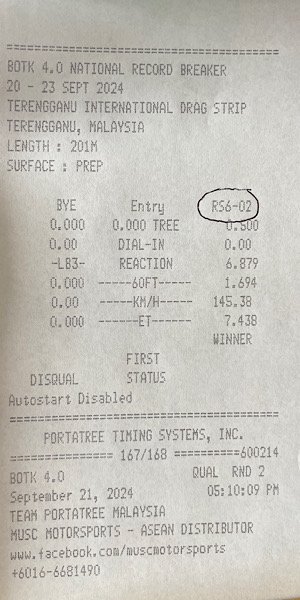 ==========================================
BOTK 4.0 NATIONAL RECORD BREAKER
20 - 23 SEPT 2024
TERENGGANU INTERNATIONAL DRAG STRIP
TERENGGANU, MALAYSIA
LENGTH : 201M
SURFACE : PREP
BYE Entry RS6-02
0.000 0.000 TREE 0.500
0.00 DIAL-IN 0.00
-LB3- REACTION 6.879
0.000 ------60FT----- 1.694
0.00 -----KM/H----- 145.38
0.000 ------ET------ 7.438
WINNER
FIRST
DISQUAL STATUS
Autostart Disabled
==========================================
PORTATREE TIMING SYSTEMS, INC.
================ 167/168 ==========600214
BOTK 4.0 QUAL RND 2
September 21, 2024 05:10:09 PM
TEAM PORTATREE MALAYSIA
MUSC MOTORSPORTS - ASEAN DISTRIBUTOR
www.facebook.com/muscmotorsports
+6016-6681490